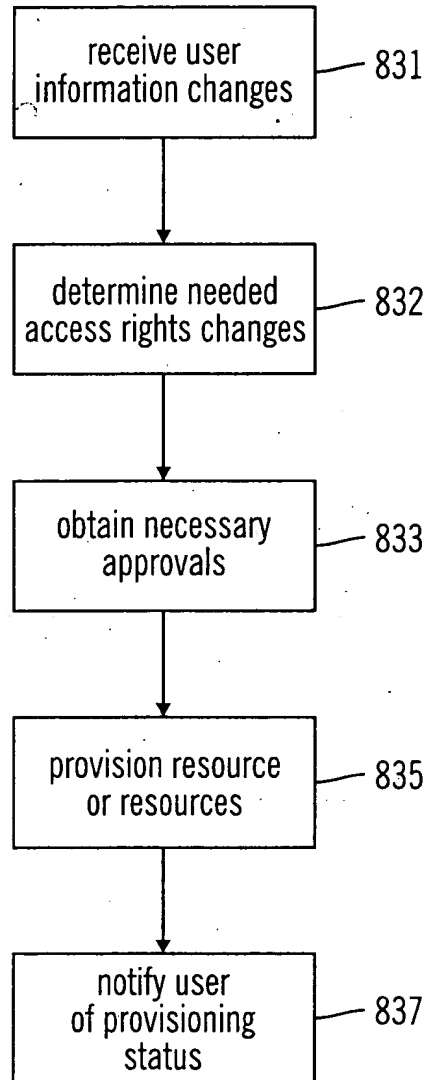 receive user
information changes
831
determine needed
access rights changes
832
obtain necessary
approvals
833
provision resource
or resources
835
notify user
of provisioning
status
837